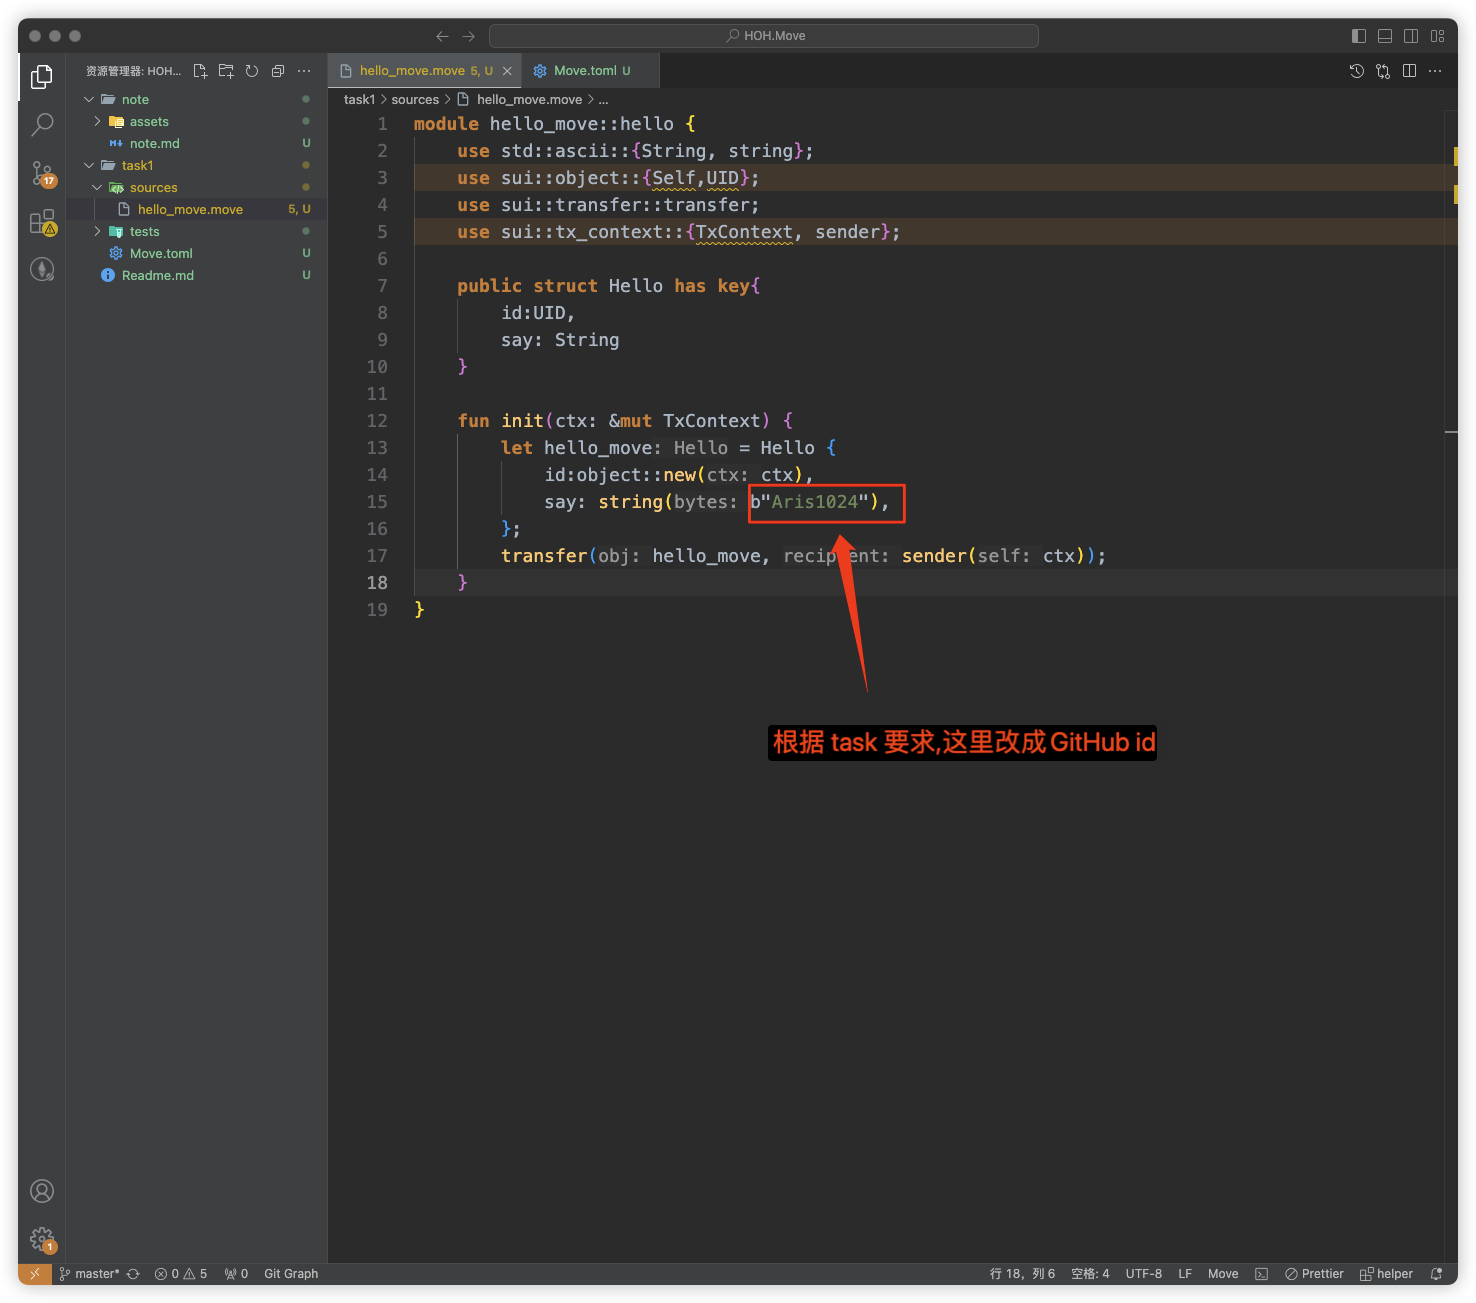 HOH.Move
资源管理器: HOH...
hello_move.move 5, U
Move.toml U
note
assets
note.md U
task1
sources
hello_move.move 5, U
tests
Move.toml U
Readme.md U
17
task1 > sources > hello_move.move > ...
1 module hello_move::hello {
2 use std::ascii::{String, string};
3 use sui::object::{Self,UID};
4 use sui::transfer::transfer;
5 use sui::tx_context::{TxContext, sender};
6
7 public struct Hello has key{
8 id:UID,
9 say: String
10 }
11
12 fun init(ctx: &mut TxContext) {
13 let hello_move: Hello = Hello {
14 id:object::new(ctx: ctx),
15 say: string(bytes: b"Aris1024"),
16 };
17 transfer(obj: hello_move, recipient: sender(self: ctx));
18 }
19 }
根据 task 要求,这里改成 GitHub id
1
master* 0 5 0 Git Graph 行 18, 列 6 空格: 4 UTF-8 LF Move Prettier helper